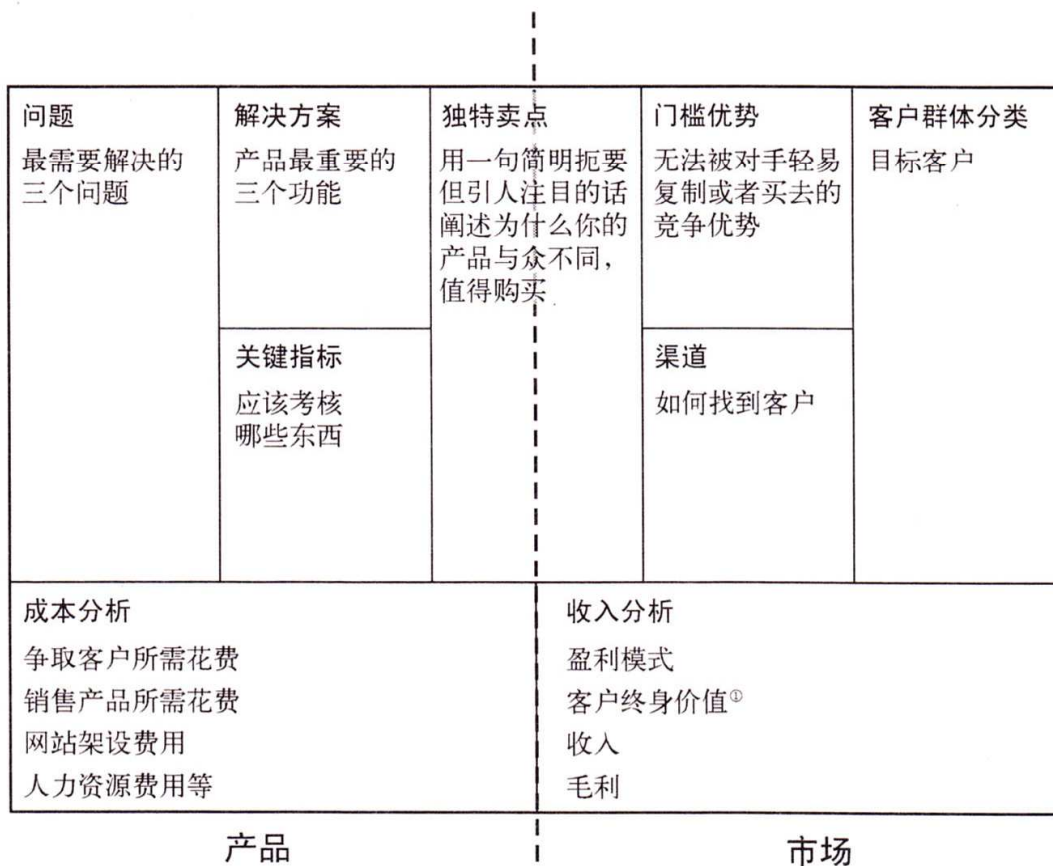 问题
最需要解决的
三个问题
解决方案
产品最重要的
三个功能
关键指标
应该考核
哪些东西
独特卖点
用一句简明扼要
但引人注目的话
阐述为什么你的
产品与众不同，
值得购买
门槛优势
无法被对手轻易
复制或者买去的
竞争优势
渠道
如何找到客户
客户群体分类
目标客户
成本分析
争取客户所需花费
销售产品所需花费
网站架设费用
人力资源费用等
收入分析
盈利模式
客户终身价值①
收入
毛利
产品
市场